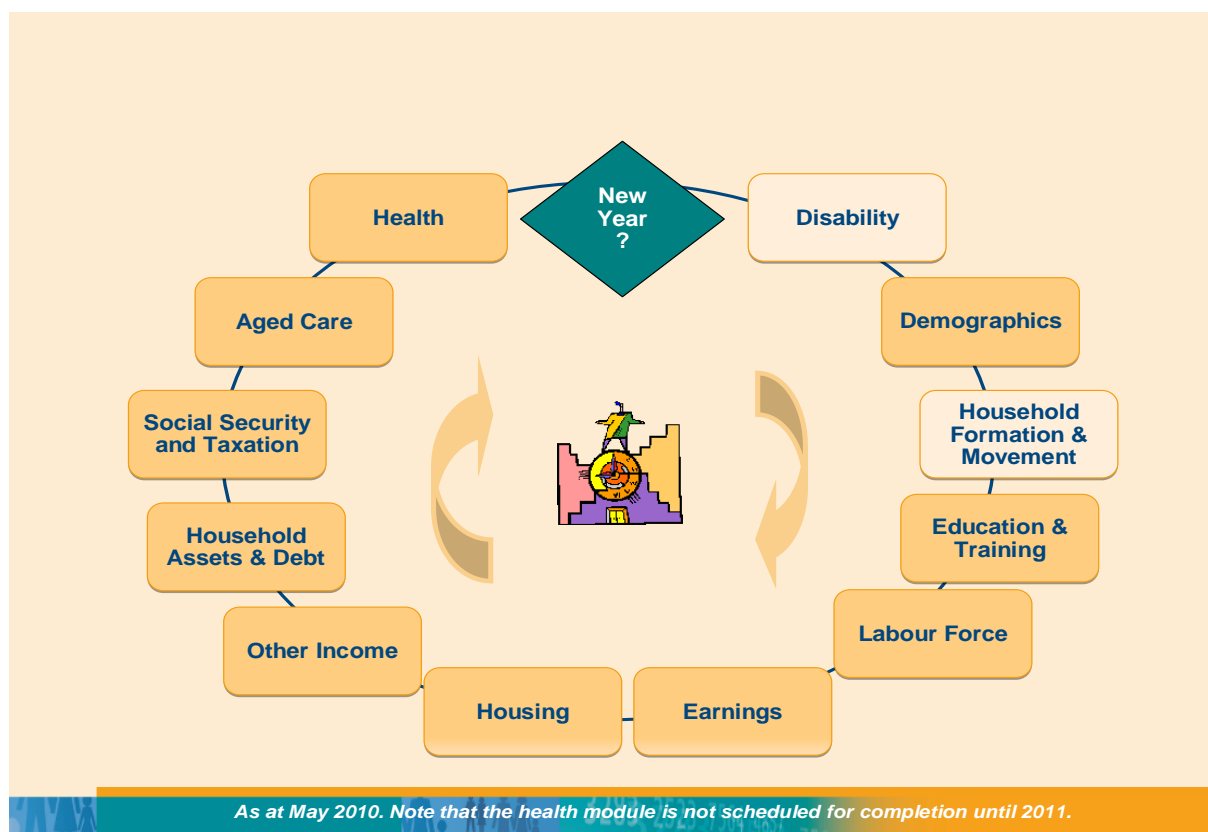 New
Year
?
Disability
Demographics
Household
Formation &
Movement
Education &
Training
Labour Force
Earnings
Housing
Other Income
Household
Assets & Debt
Social Security
and Taxation
Aged Care
Health
As at May 2010. Note that the health module is not scheduled for completion until 2011.